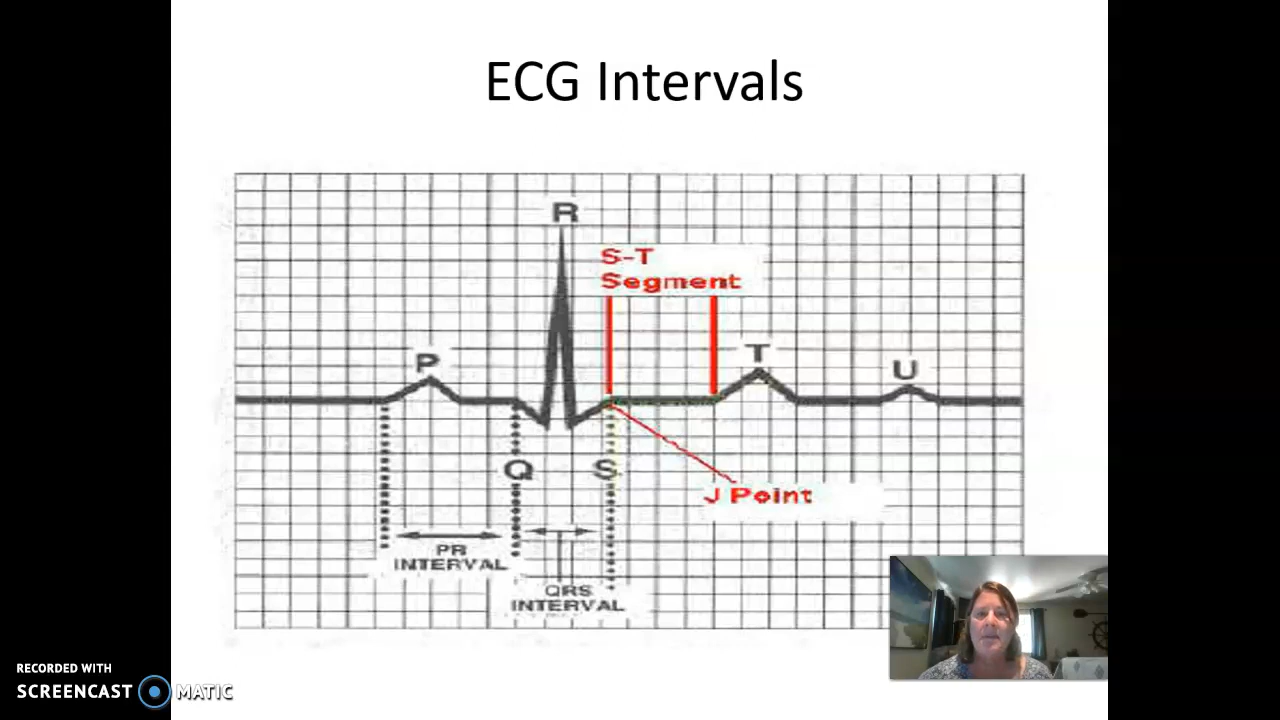 ECG Intervals
R
S-T
Segment
P
T
U
Q
S
J Point
PR
INTERVAL
QRS
INTERVAL
RECORDED WITH
SCREENCAST MATIC